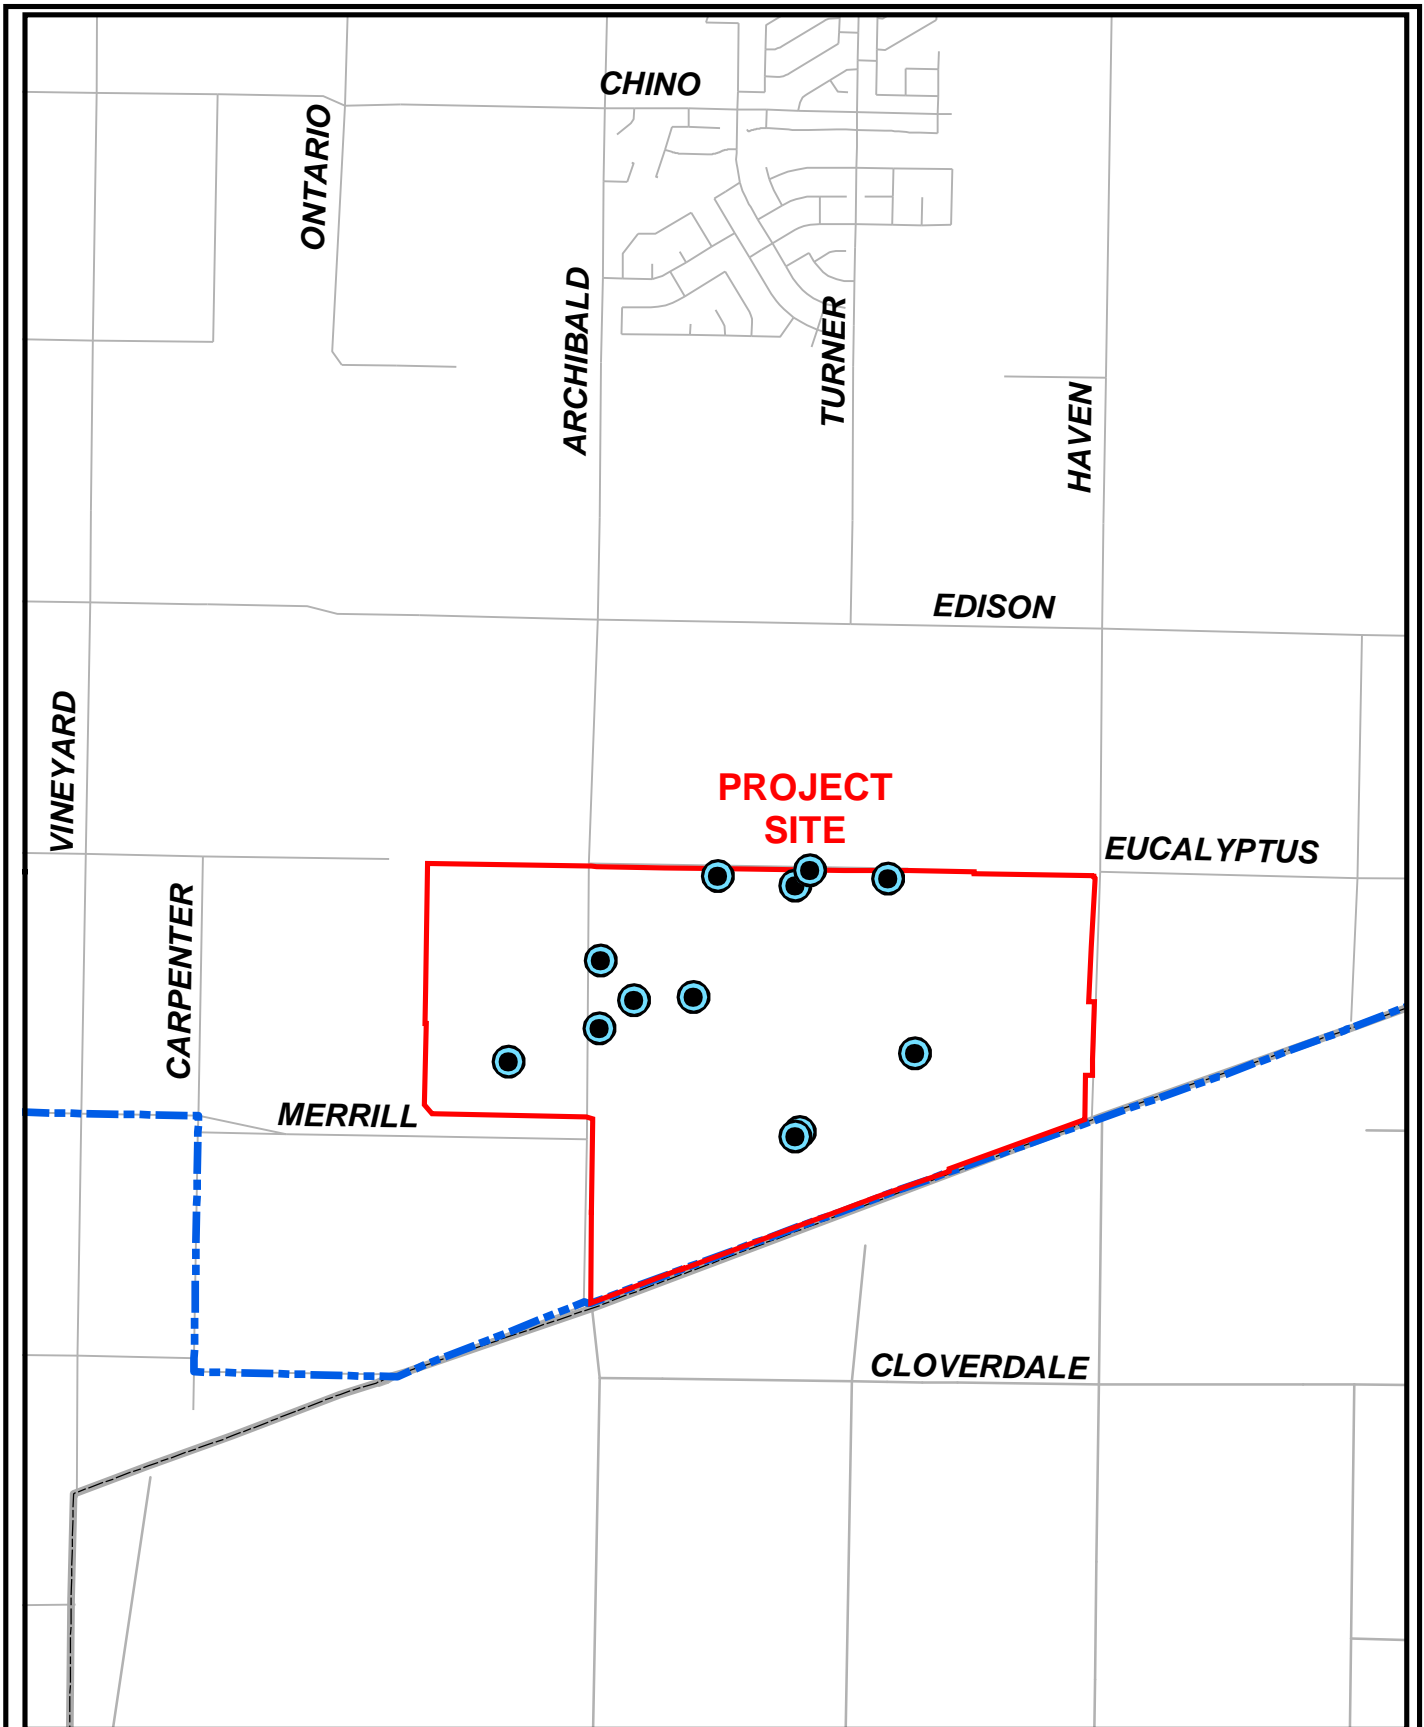 CHINO
ONTARIO
ARCHIBALD
TURNER
HAVEN
EDISON
VINEYARD
PROJECT
SITE
EUCALYPTUS
CARPENTER
MERRILL
CLOVERDALE